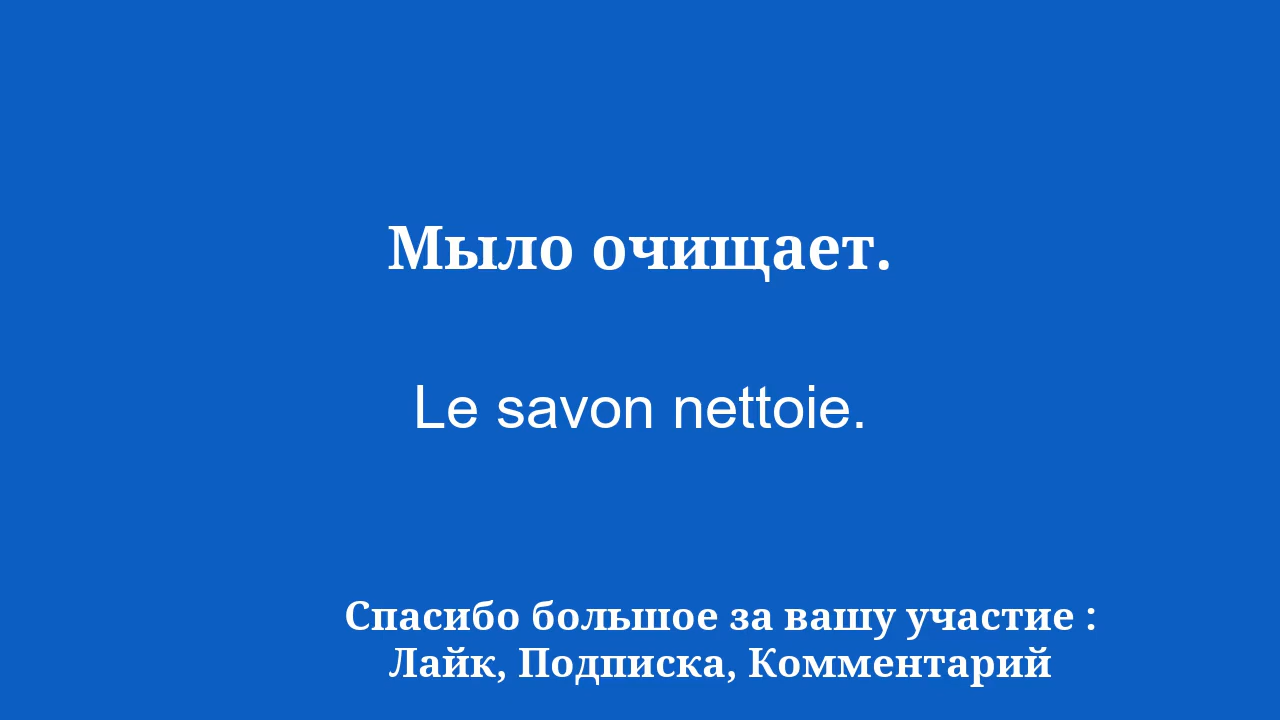 Мыло очищает.
Le savon nettoie.
Спасибо большое за вашу участие :
Лайк, Подписка, Комментарий